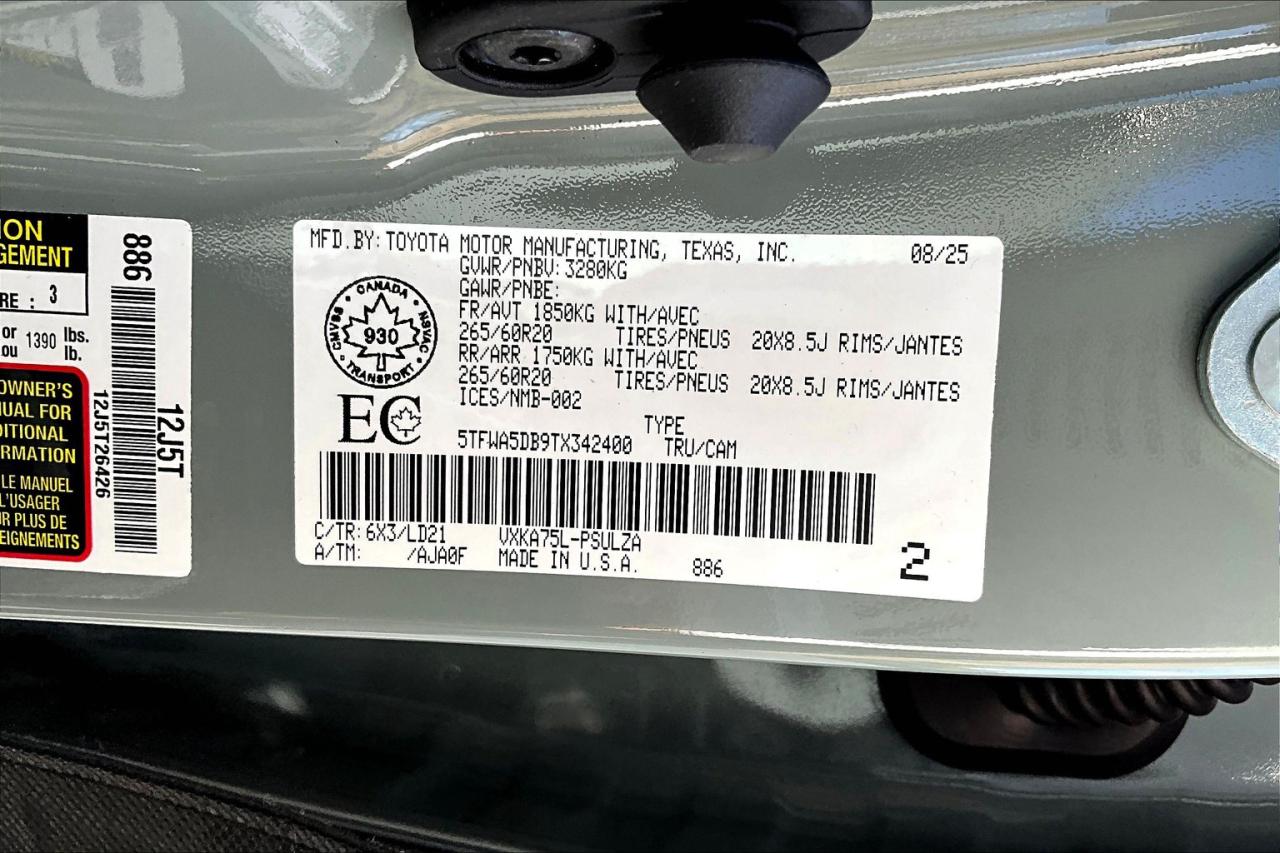 ION
GEMENT
RE : 3
or 1390 lbs.
ou lb.
OWNER'S
UAL FOR
DITIONAL
ORMATION
LE MANUEL
L'USAGER
R PLUS DE
EIGNEMENTS
886
12J5T26426
12J5T
MFD.BY: TOYOTA MOTOR MANUFACTURING, TEXAS, INC. 08/25
GVWR/PNBV: 3280KG
GAWR/PNBE:
FR/AVT 1850KG WITH/AVEC
265/60R20 TIRES/PNEUS 20X8.5J RIMS/JANTES
RR/ARR 1750KG WITH/AVEC
265/60R20 TIRES/PNEUS 20X8.5J RIMS/JANTES
ICES/NMB-002
CANADA
CMVSS 930 NSVAC
TRANSPORT
EC
TYPE
5TFWA5DB9TX342400 TRU/CAM
C/TR: 6X3/LD21 VXKA75L-PSULZA
A/TM: /AJA0F MADE IN U.S.A. 886
2